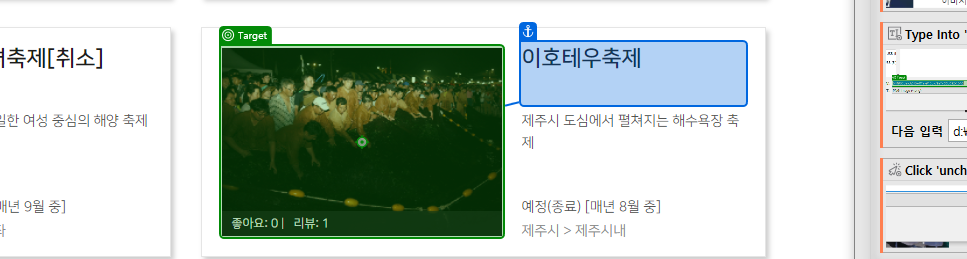 려축제[취소]
일한 여성 중심의 해양 축제
매년 9월 중]
Target
좋아요: 0 | 리뷰: 1
이호테우축제
제주시 도심에서 펼쳐지는 해수욕장 축
제
예정(종료) [매년 8월 중]
제주시 > 제주시내
Type Into '
다음 입력 d:\
Click 'unch